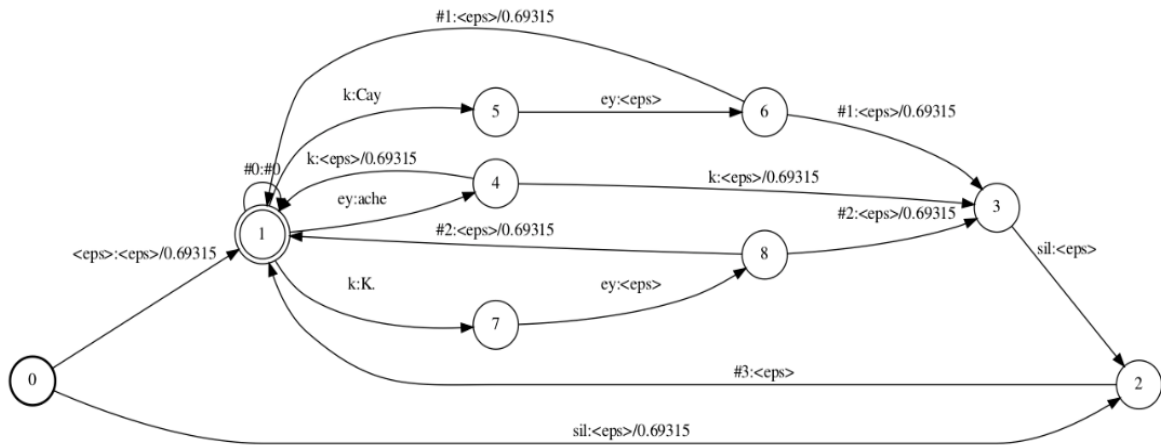 #1:<eps>/0.69315
k:Cay
5
ey:<eps>
6
#1:<eps>/0.69315
#0:#0
k:<eps>/0.69315
4
k:<eps>/0.69315
ey:ache
3
#2:<eps>/0.69315
#2:<eps>/0.69315
1
8
<eps>:<eps>/0.69315
sil:<eps>
k:K.
ey:<eps>
7
#3:<eps>
0
2
sil:<eps>/0.69315